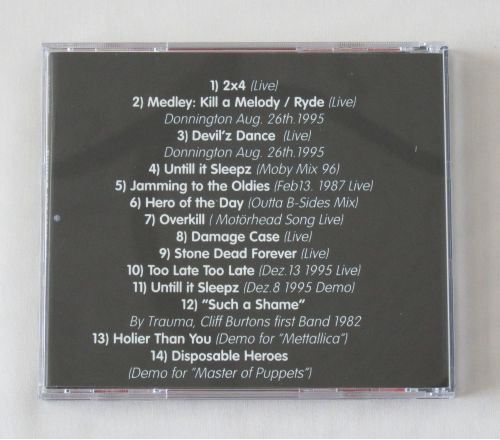 1) 2x4 (Live)
2) Medley: Kill a Melody / Ryde (Live)
Donnington Aug. 26th.1995
3) Devil'z Dance (Live)
Donnington Aug. 26th.1995
4) Untill it Sleepz (Moby Mix 96)
5) Jamming to the Oldies (Feb13. 1987 Live)
6) Hero of the Day (Outta B-Sides Mix)
7) Overkill ( Motörhead Song Live)
8) Damage Case (Live)
9) Stone Dead Forever (Live)
10) Too Late Too Late (Dez.13 1995 Live)
11) Untill it Sleepz (Dez.8 1995 Demo)
12) "Such a Shame"
By Trauma, Cliff Burtons first Band 1982
13) Holier Than You (Demo for "Mettallica")
14) Disposable Heroes
(Demo for "Master of Puppets")